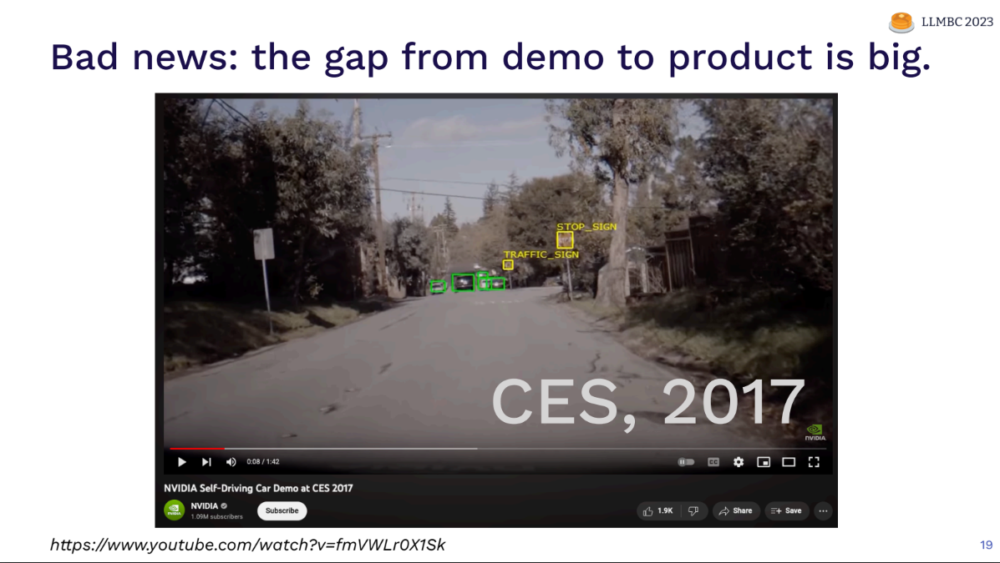 LLMBC 2023
Bad news: the gap from demo to product is big.
STOP_SIGN
TRAFFIC_SIGN
CES, 2017
NVIDIA
0:08 / 1:42
CC
NVIDIA Self-Driving Car Demo at CES 2017
NVIDIA
1.09M subscribers
Subscribe
1.9K
Share
Save
https://www.youtube.com/watch?v=fmVWLr0X1Sk
19